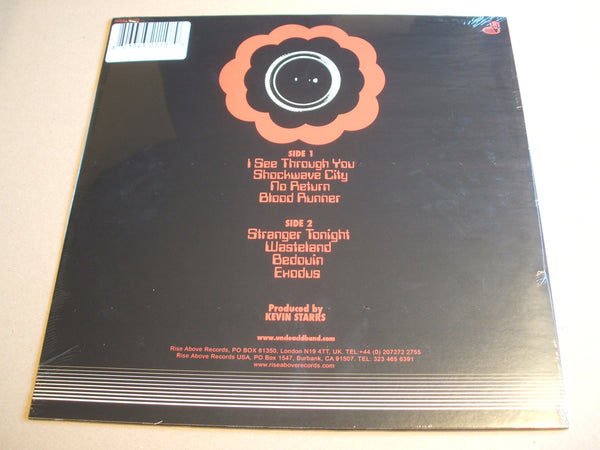 SIDE 1
I See Through You
Shockwave City
No Return
Blood Runner
SIDE 2
Stranger Tonight
Wasteland
Bedouin
Exodus
Produced by
KEVIN STARRS
www.uncleacidband.com
Rise Above Records, PO BOX 61350, London N19 4TT, UK. TEL:+44 (0) 207272 2755
Rise Above Records USA, PO Box 1547, Burbank, CA 91507. TEL: 323 465 6391
www.riseaboverecords.com